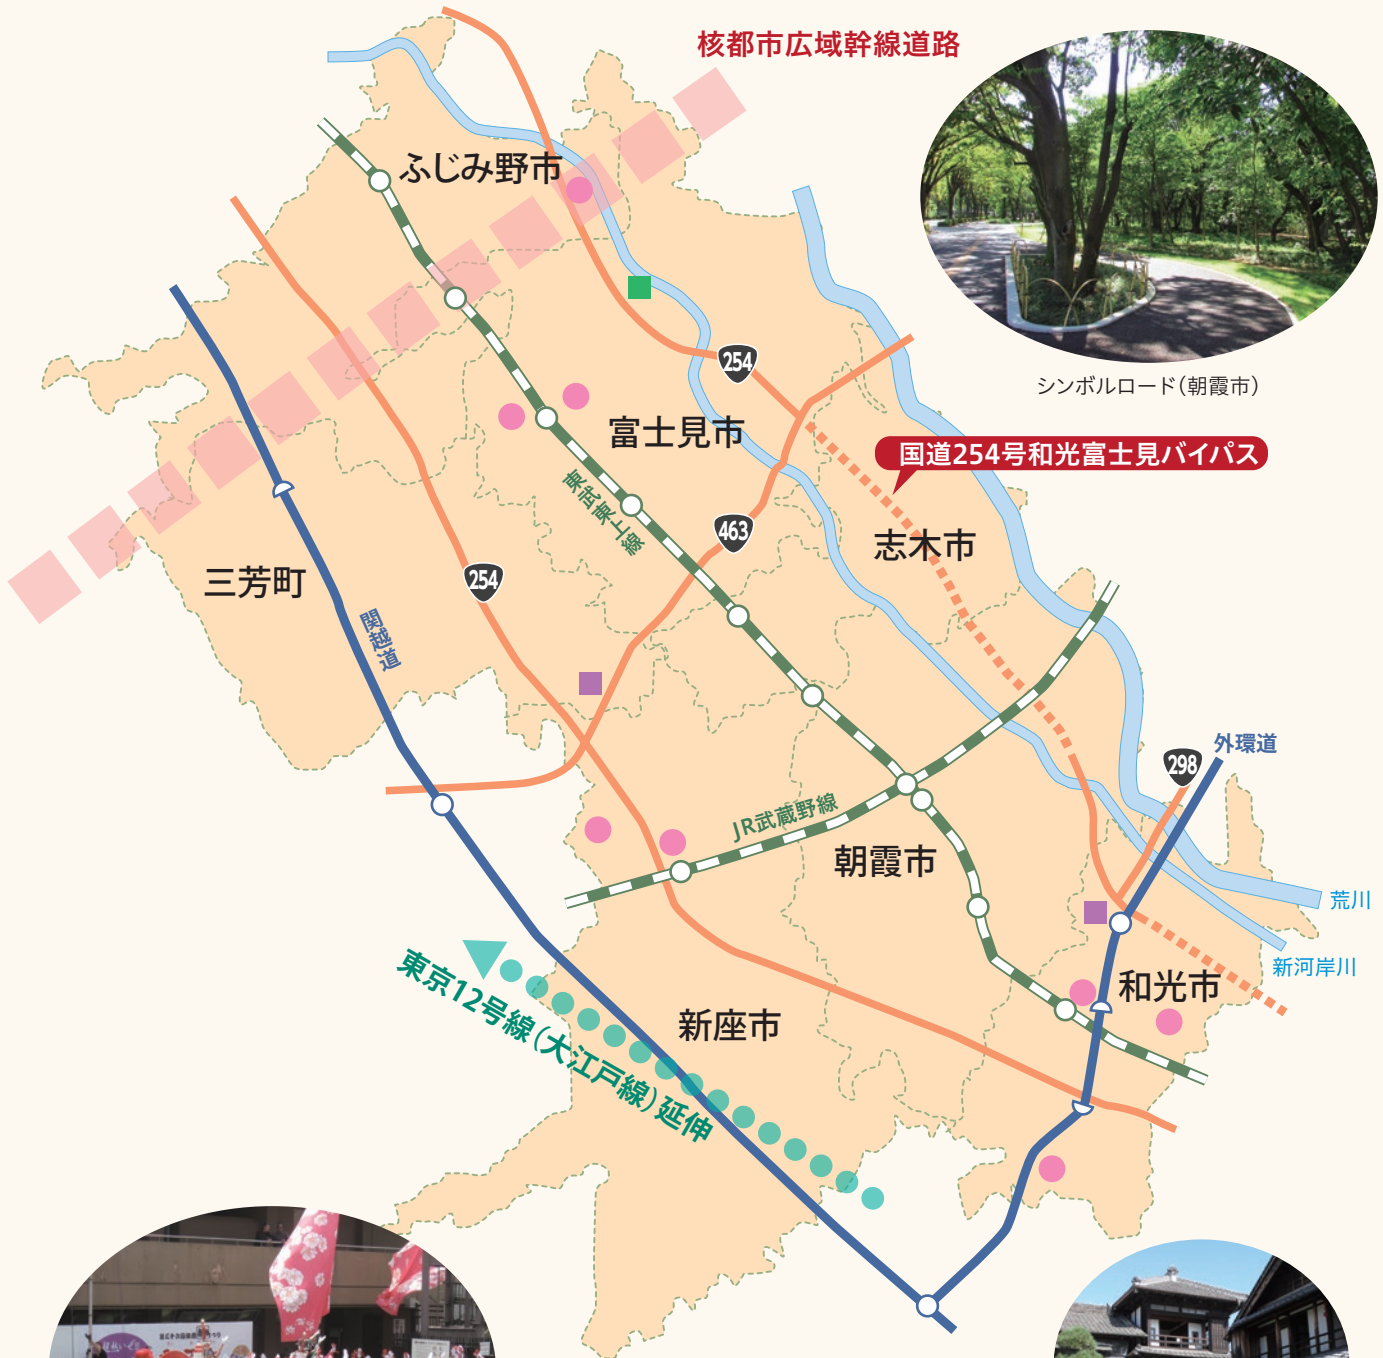 核都市広域幹線道路
ふじみ野市
シンボルロード（朝霞市）
254
富士見市
国道254号和光富士見バイパス
東武東上線
463
志木市
三芳町
254
関越道
外環道
298
JR武蔵野線
朝霞市
荒川
新河岸川
東京12号線（大江戸線）延伸
和光市
新座市